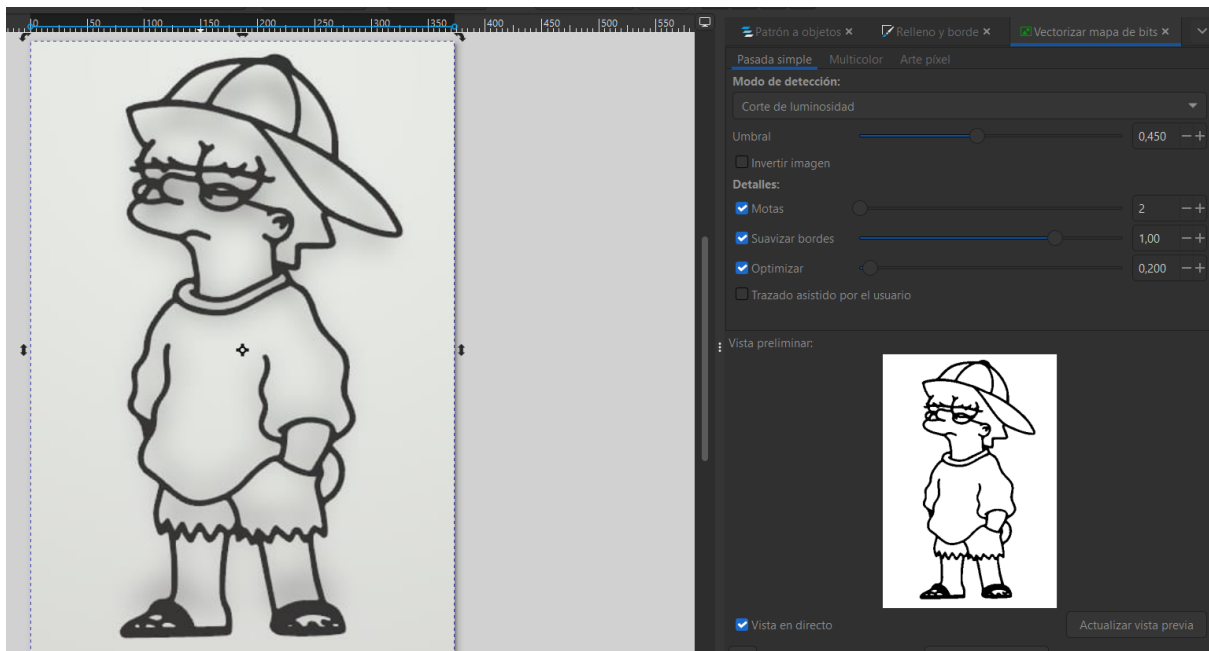 0 50 100 150 200 250 300 350 400 450 500 550
Patrón a objetos × Relleno y borde × Vectorizar mapa de bits ×
Pasada simple Multicolor Arte píxel
Modo de detección:
Corte de luminosidad
Umbral 0,450 − +
Invertir imagen
Detalles:
Motas 2 − +
Suavizar bordes 1,00 − +
Optimizar 0,200 − +
Trazado asistido por el usuario
Vista preliminar:
Vista en directo Actualizar vista previa